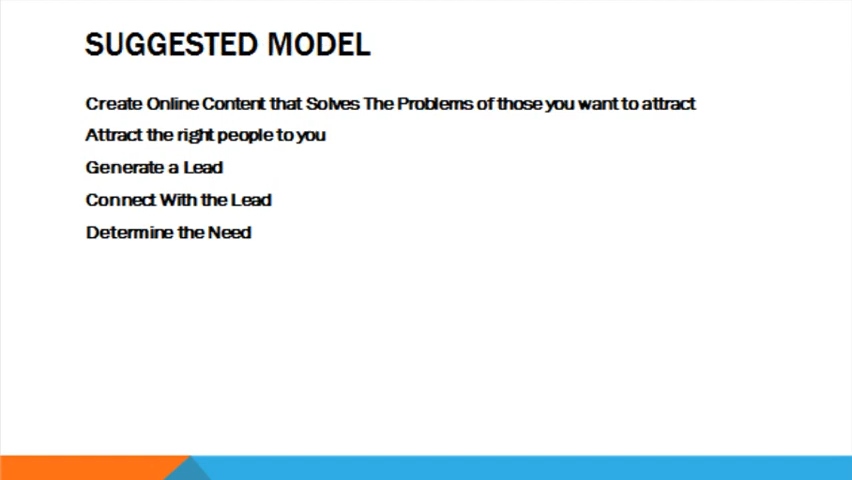 SUGGESTED MODEL
Create Online Content that Solves The Problems of those you want to attract
Attract the right people to you
Generate a Lead
Connect With the Lead
Determine the Need